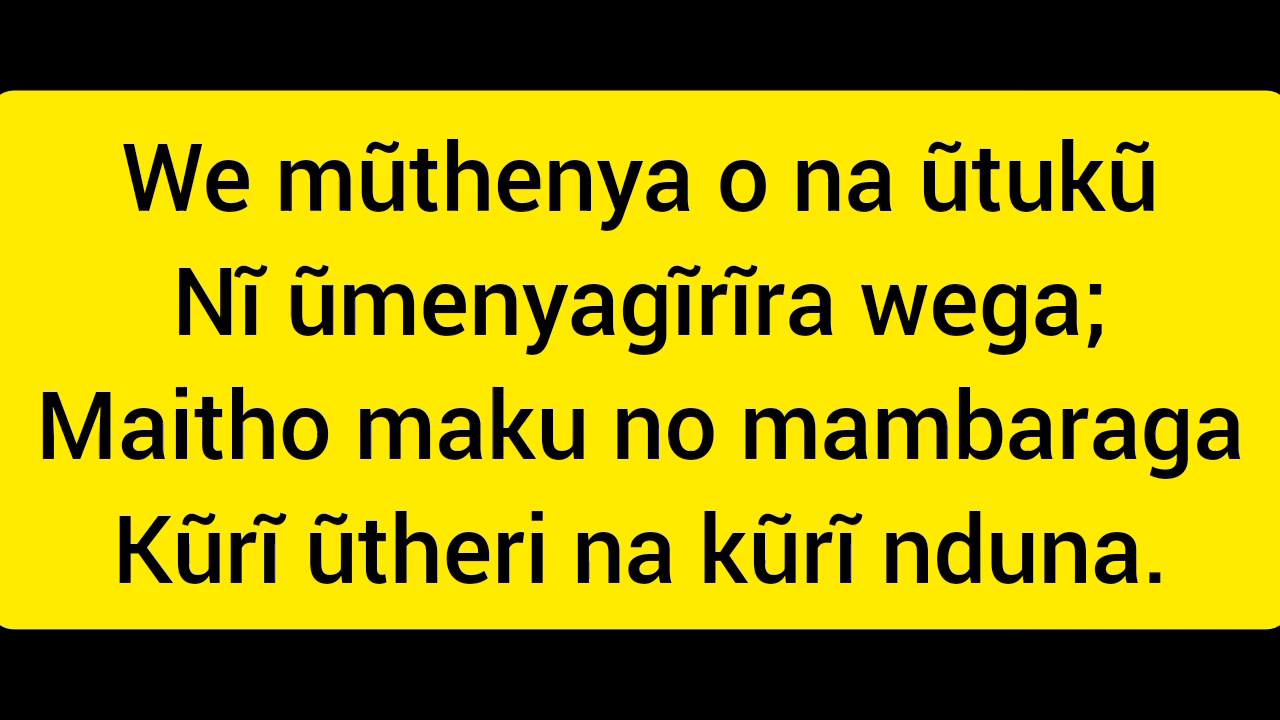 We mũthenya o na ũtukũ
Nĩ ũmenyagĩrĩra wega;
Maitho maku no mambaraga
Kũrĩ ũtheri na kũrĩ nduna.